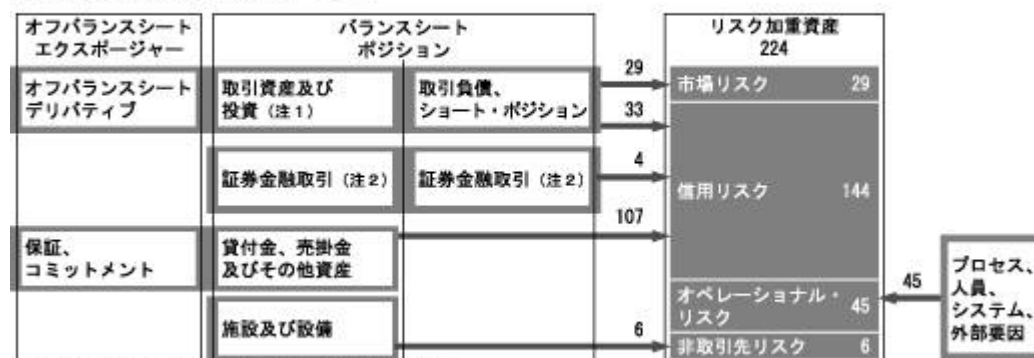 オフバランスシート
エクスポージャー
バランスシート
ポジション
リスク加重資産
224
オフバランスシート
デリバティブ
取引資産及び
投資（注1）
取引負債、
ショート・ポジション
29
33
市場リスク 29
証券金融取引（注2）
証券金融取引（注2）
4
信用リスク 144
107
保証、
コミットメント
貸付金、売掛金
及びその他資産
オペレーショナル・
リスク 45
45
プロセス、
人員、
システム、
外部要因
施設及び設備
6
非取引先リスク 6